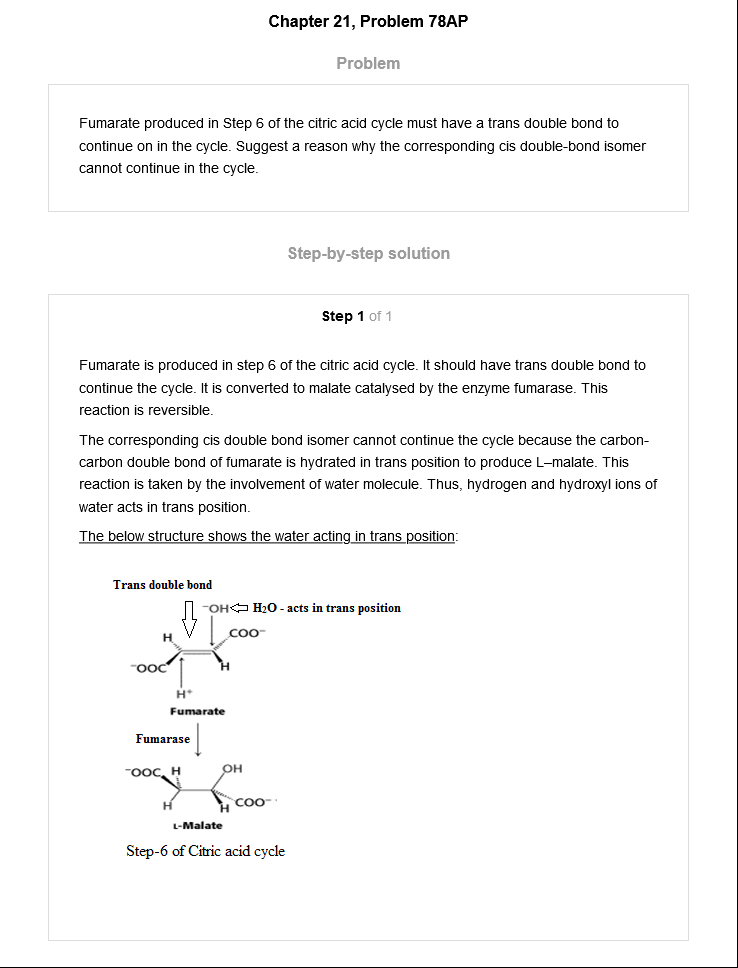 Chapter 21, Problem 78AP
Problem
Fumarate produced in Step 6 of the citric acid cycle must have a trans double bond to
continue on in the cycle. Suggest a reason why the corresponding cis double-bond isomer
cannot continue in the cycle.
Step-by-step solution
Step 1 of 1
Fumarate is produced in step 6 of the citric acid cycle. It should have trans double bond to
continue the cycle. It is converted to malate catalysed by the enzyme fumarase. This
reaction is reversible.
The corresponding cis double bond isomer cannot continue the cycle because the carbon-
carbon double bond of fumarate is hydrated in trans position to produce L–malate. This
reaction is taken by the involvement of water molecule. Thus, hydrogen and hydroxyl ions of
water acts in trans position.
The below structure shows the water acting in trans position:
Trans double bond
⁻OH H2O - acts in trans position
H COO⁻
⁻OOC H
H⁺
Fumarate
Fumarase
⁻OOC H OH
H H COO⁻
L-Malate
Step-6 of Citric acid cycle